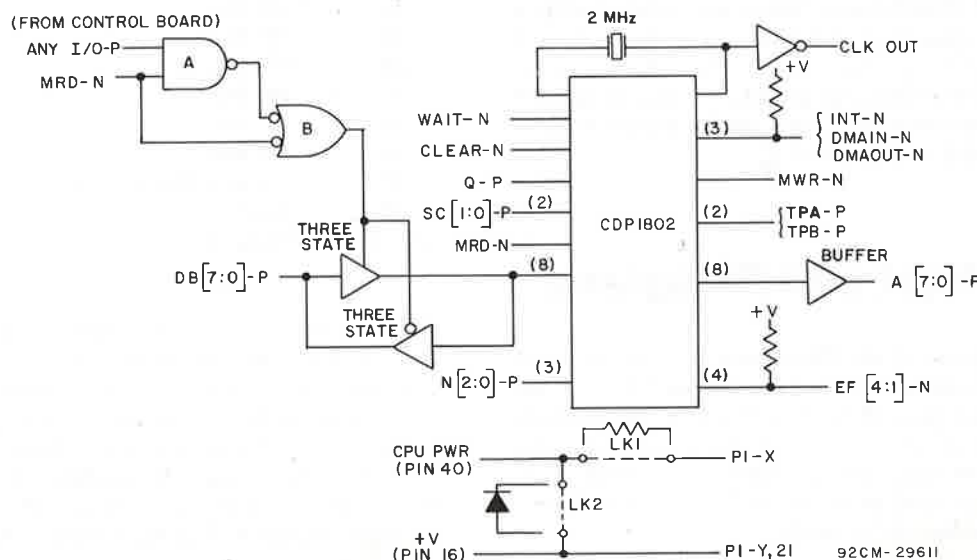 (FROM CONTROL BOARD)
ANY I/O-P
MRD-N
A
B
2 MHz
CLK OUT
+V
WAIT-N
CLEAR-N
Q-P
SC[1:0]-P (2)
MRD-N
CDP1802
(3)
INT-N
DMAIN-N
DMAOUT-N
MWR-N
(2)
TPA-P
TPB-P
THREE STATE
DB[7:0]-P
(8)
THREE STATE
(8)
BUFFER
A [7:0]-P
+V
N[2:0]-P (3)
(4)
EF [4:1]-N
CPU PWR
(PIN 40)
LK1
P1-X
LK2
+V
(PIN 16)
P1-Y,21
92CM-29611